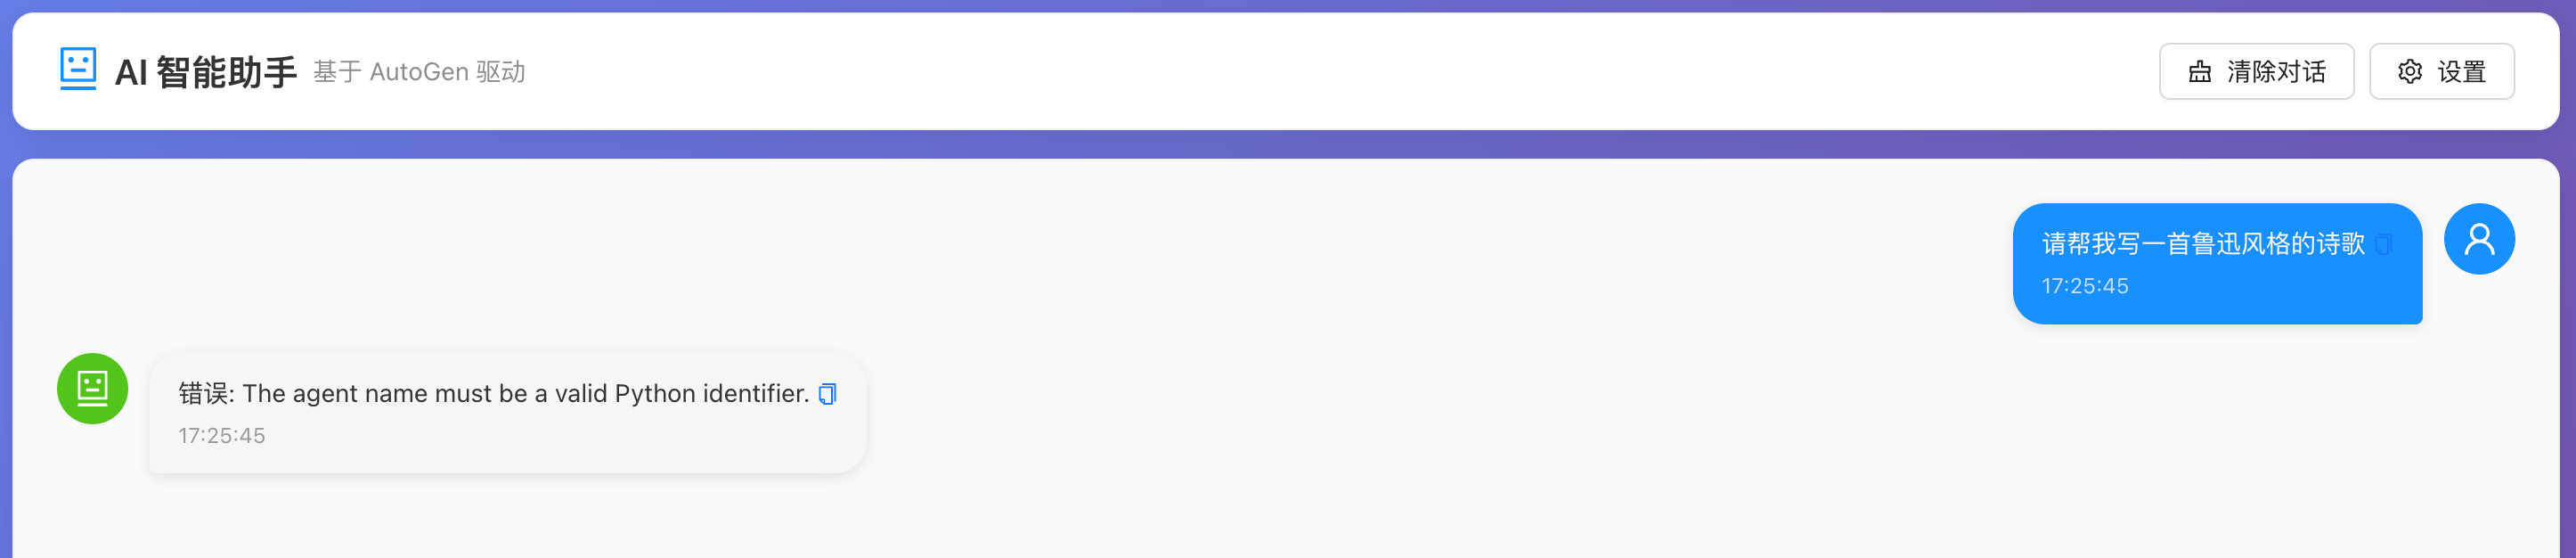 AI 智能助手 基于 AutoGen 驱动 清除对话 设置
请帮我写一首鲁迅风格的诗歌
17:25:45
错误: The agent name must be a valid Python identifier.
17:25:45